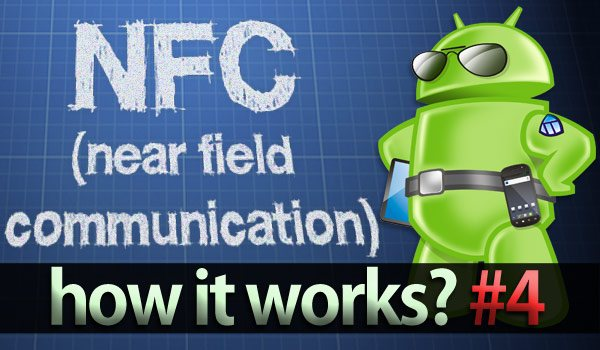 NFC
(near field
communication)
how it works? #4